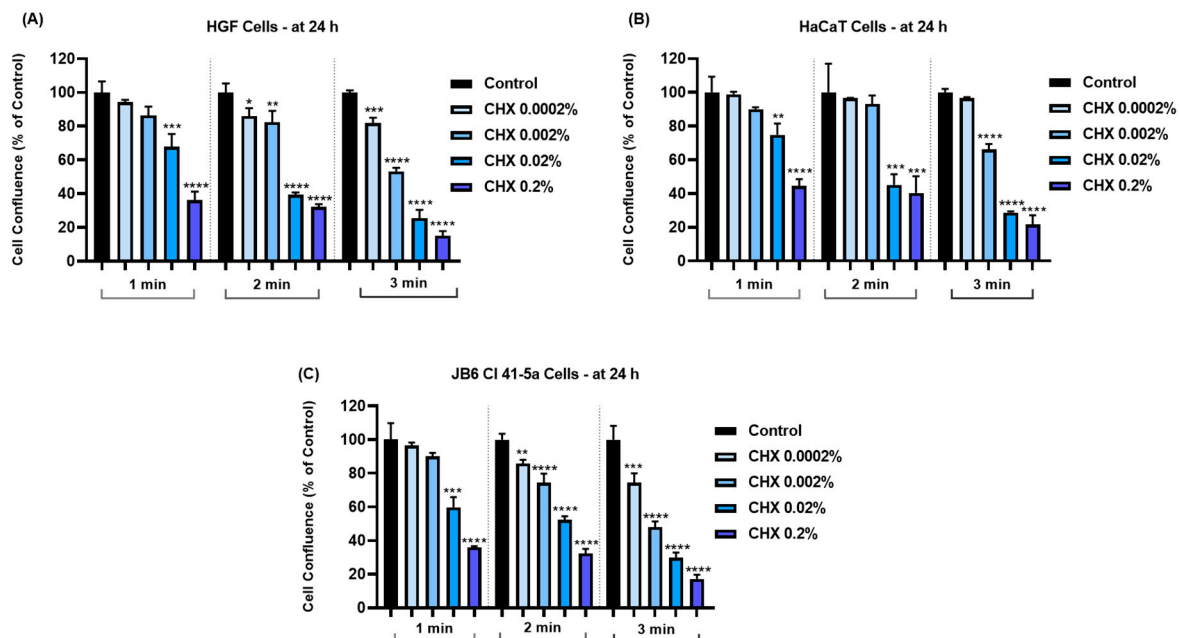 (A)
HGF Cells - at 24 h
Cell Confluence (% of Control)
120
100
80
60
40
20
0
*
**
***
***
****
****
****
****
****
****
1 min
2 min
3 min
Control
CHX 0.0002%
CHX 0.002%
CHX 0.02%
CHX 0.2%
(B)
HaCaT Cells - at 24 h
Cell Confluence (% of Control)
120
100
80
60
40
20
0
**
****
***
***
****
****
****
1 min
2 min
3 min
Control
CHX 0.0002%
CHX 0.002%
CHX 0.02%
CHX 0.2%
(C)
JB6 Cl 41-5a Cells - at 24 h
Cell Confluence (% of Control)
120
100
80
60
40
20
0
***
****
**
****
****
****
***
****
****
****
1 min
2 min
3 min
Control
CHX 0.0002%
CHX 0.002%
CHX 0.02%
CHX 0.2%